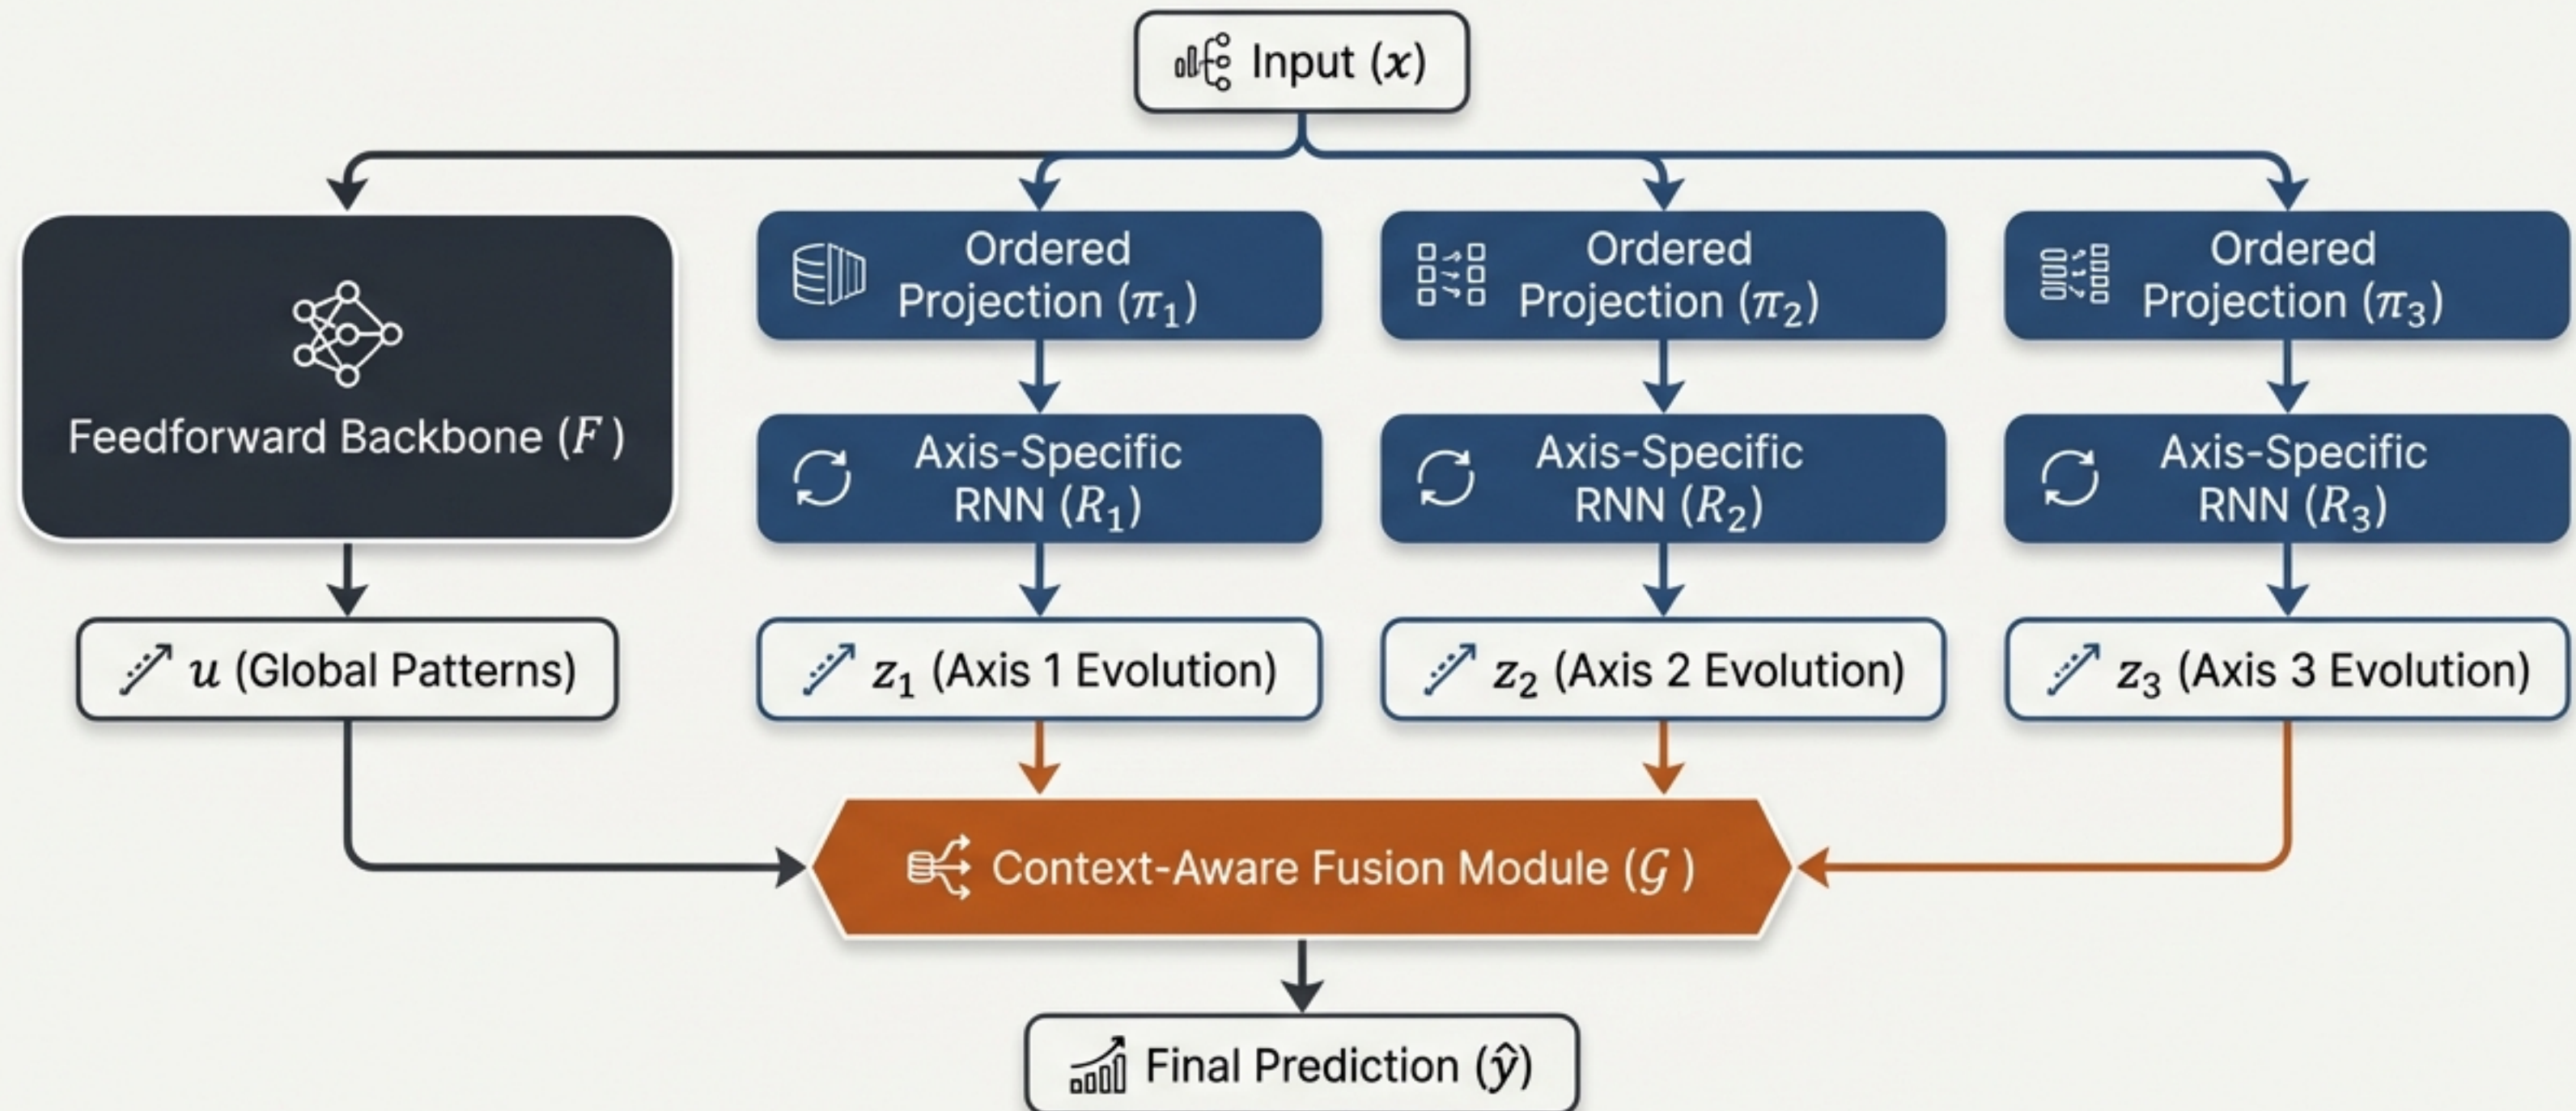 Input (x)
Feedforward Backbone (F )
Ordered
Projection (π₁)
Ordered
Projection (π₂)
Ordered
Projection (π₃)
Axis-Specific
RNN (R₁)
Axis-Specific
RNN (R₂)
Axis-Specific
RNN (R₃)
u (Global Patterns)
z₁ (Axis 1 Evolution)
z₂ (Axis 2 Evolution)
z₃ (Axis 3 Evolution)
Context-Aware Fusion Module (𝒢 )
Final Prediction (ŷ)